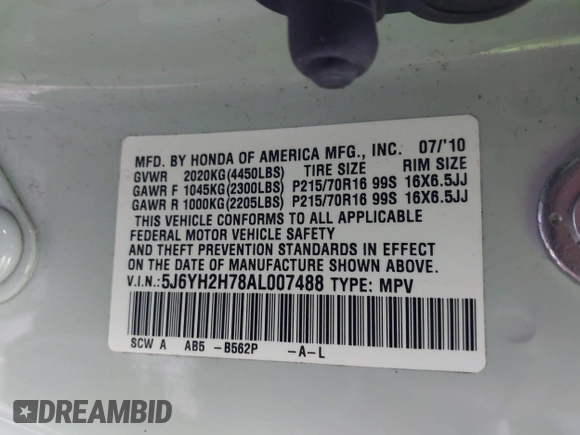 MFD. BY HONDA OF AMERICA MFG., INC. 07/'10
GVWR 2020KG(4450LBS) TIRE SIZE RIM SIZE
GAWR F 1045KG(2300LBS) P215/70R16 99S 16X6.5JJ
GAWR R 1000KG(2205LBS) P215/70R16 99S 16X6.5JJ
THIS VEHICLE CONFORMS TO ALL APPLICABLE
FEDERAL MOTOR VEHICLE SAFETY
AND THEFT PREVENTION STANDARDS IN EFFECT
ON THE DATE OF MANUFACTURE SHOWN ABOVE.
V.I.N.:5J6YH2H78AL007488 TYPE: MPV
SCW A AB5 -B562P -A-L
DREAMBID